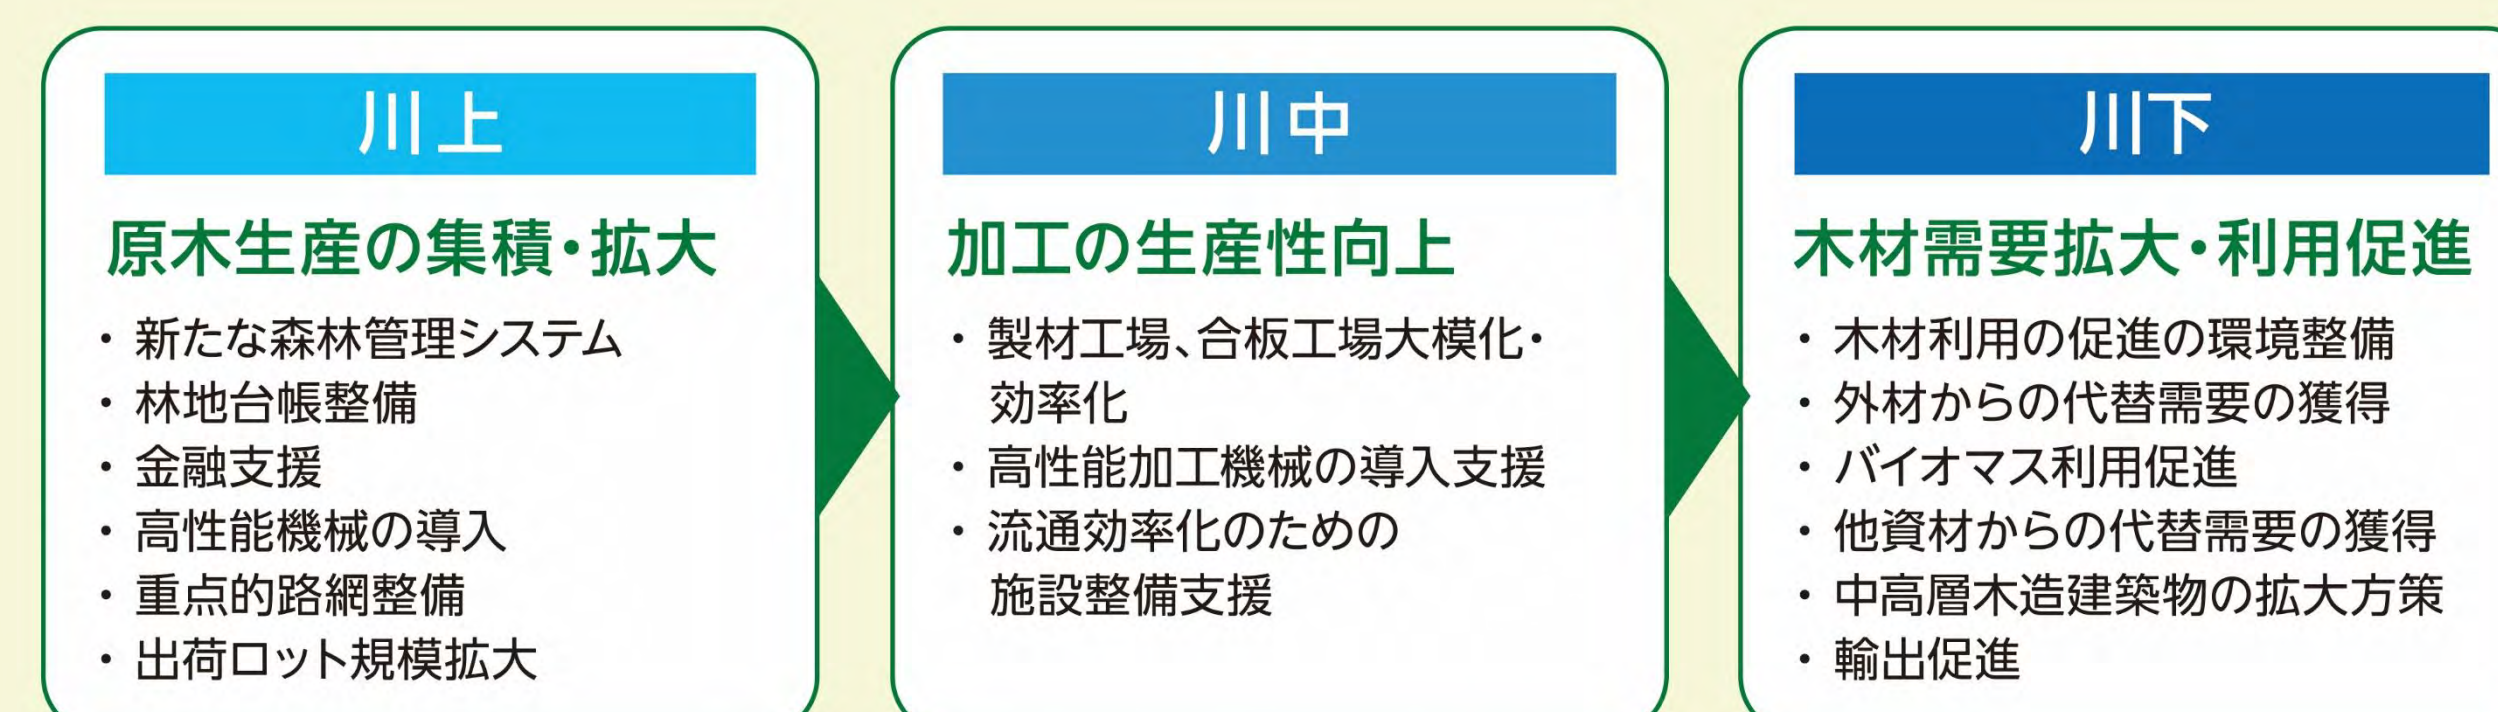 川上
原木生産の集積・拡大
・ 新たな森林管理システム
・ 林地台帳整備
・ 金融支援
・ 高性能機械の導入
・ 重点的路網整備
・ 出荷ロット規模拡大
川中
加工の生産性向上
・ 製材工場、合板工場大模化・
効率化
・ 高性能加工機械の導入支援
・ 流通効率化のための
施設整備支援
川下
木材需要拡大・利用促進
・ 木材利用の促進の環境整備
・ 外材からの代替需要の獲得
・ バイオマス利用促進
・ 他資材からの代替需要の獲得
・ 中高層木造建築物の拡大方策
・ 輸出促進